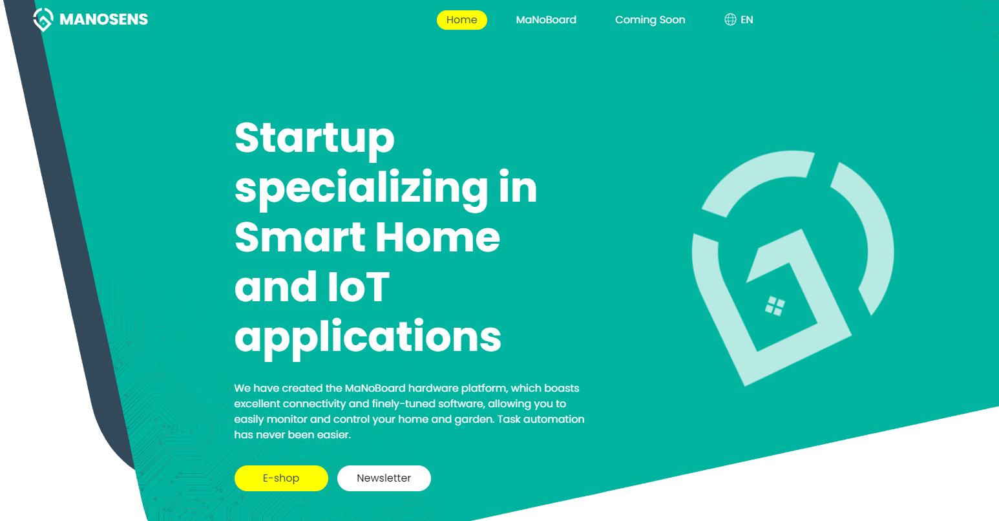 MANOSENS
Home
MaNoBoard
Coming Soon
EN
Startup
specializing in
Smart Home
and IoT
applications
We have created the MaNoBoard hardware platform, which boasts
excellent connectivity and finely-tuned software, allowing you to
easily monitor and control your home and garden. Task automation
has never been easier.
E-shop
Newsletter